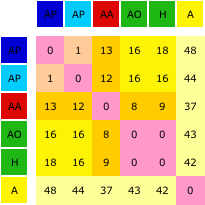 AP AP AA AO H A
AP 0 1 13 16 18 48
AP 1 0 12 16 16 44
AA 13 12 0 8 9 37
AO 16 16 8 0 0 43
H 18 16 9 0 0 42
A 48 44 37 43 42 0